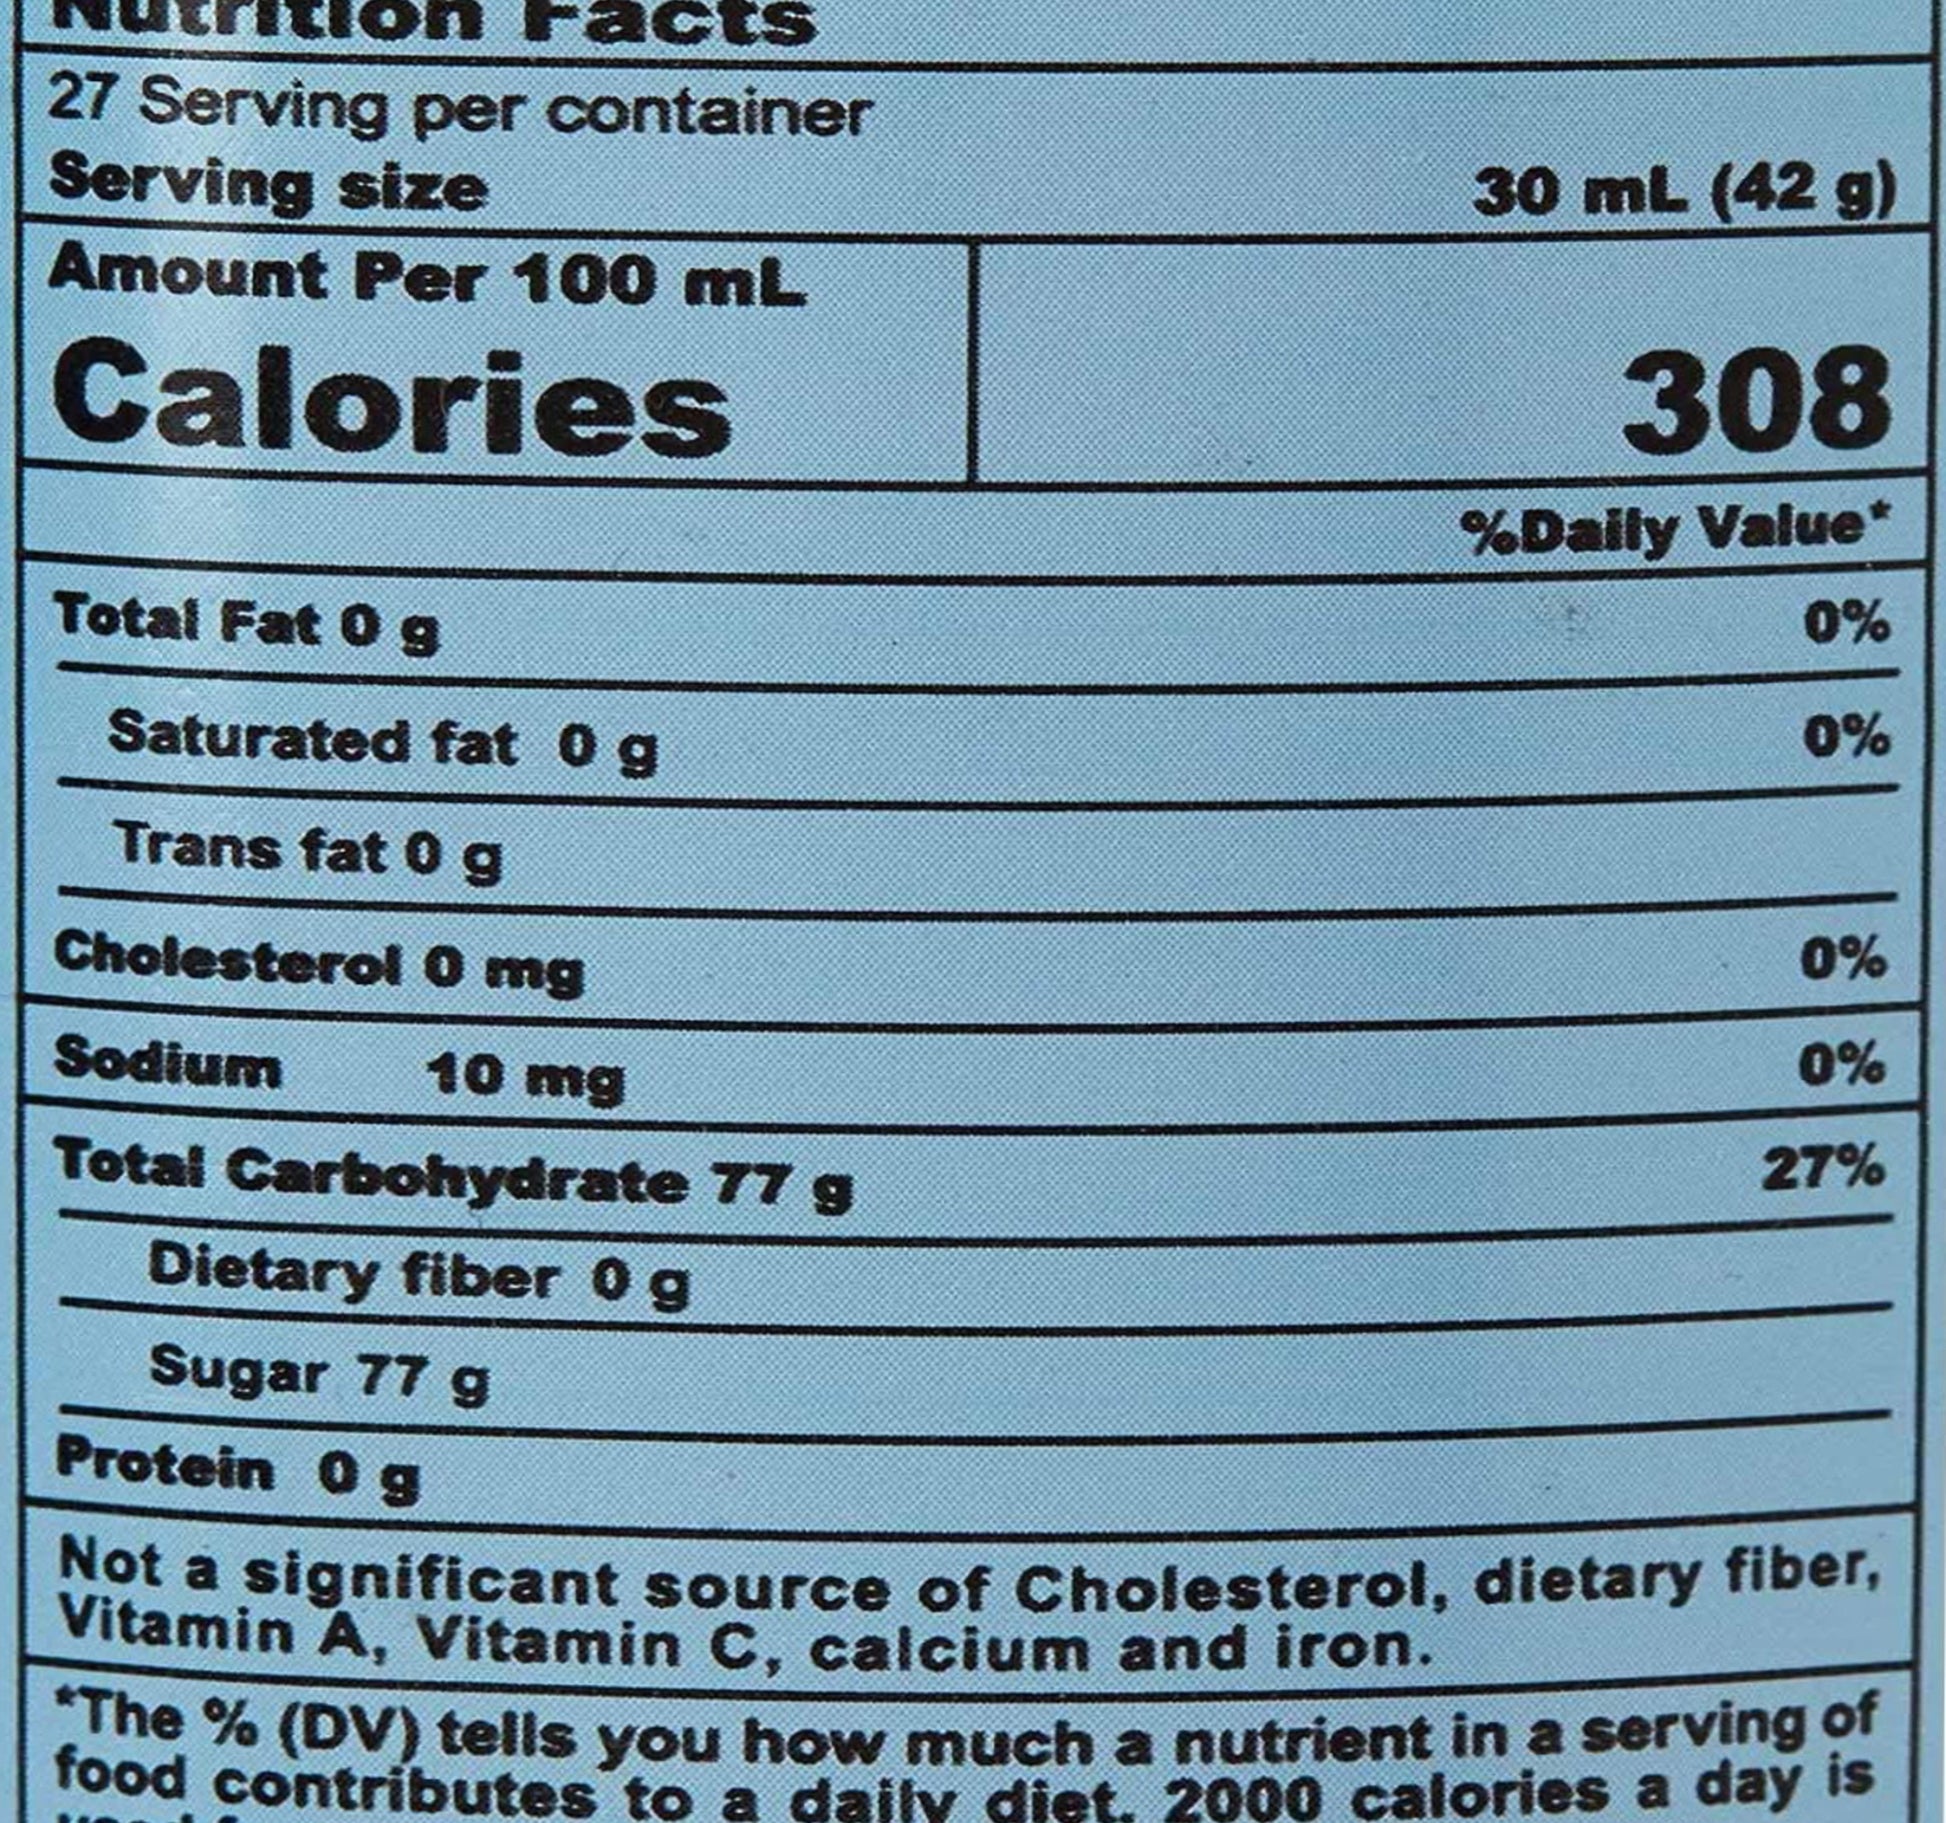 Nutrition Facts
27 Serving per container
Serving size 30 mL (42 g)
Amount Per 100 mL
Calories 308
%Daily Value*
Total Fat 0 g 0%
Saturated fat 0 g 0%
Trans fat 0 g
Cholesterol 0 mg 0%
Sodium 10 mg 0%
Total Carbohydrate 77 g 27%
Dietary fiber 0 g
Sugar 77 g
Protein 0 g
Not a significant source of Cholesterol, dietary fiber,
Vitamin A, Vitamin C, calcium and iron.
*The % (DV) tells you how much a nutrient in a serving of
food contributes to a daily diet. 2000 calories a day is